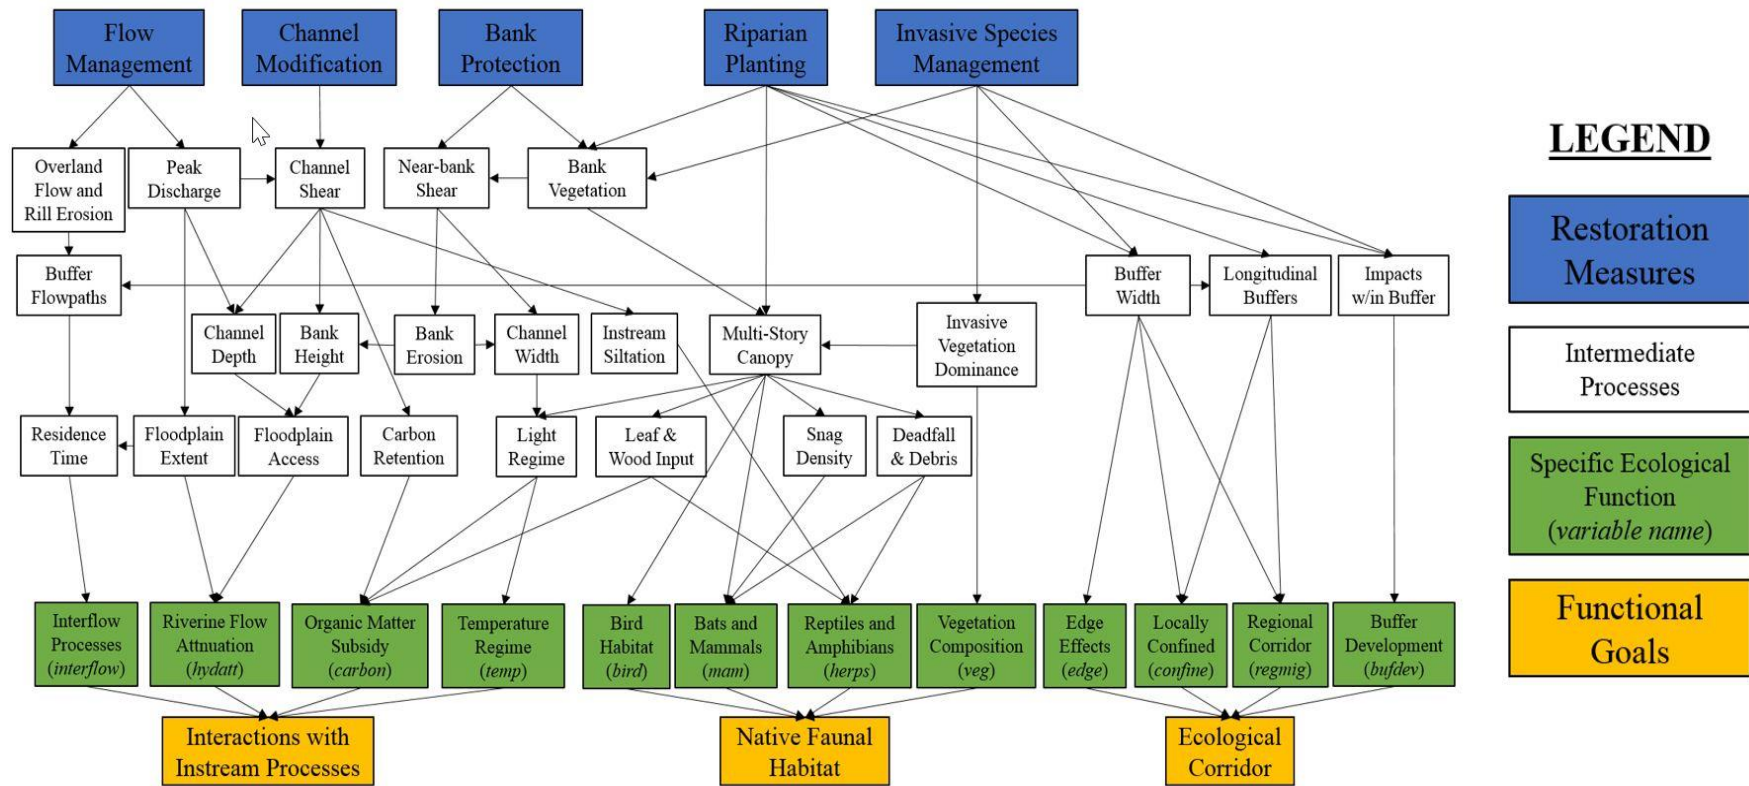 Flow
Management
Channel
Modification
Bank
Protection
Riparian
Planting
Invasive Species
Management
Overland
Flow and
Rill Erosion
Peak
Discharge
Channel
Shear
Near-bank
Shear
Bank
Vegetation
Buffer
Flowpaths
Buffer
Width
Longitudinal
Buffers
Impacts
w/in Buffer
Channel
Depth
Bank
Height
Bank
Erosion
Channel
Width
Instream
Siltation
Multi-Story
Canopy
Invasive
Vegetation
Dominance
Residence
Time
Floodplain
Extent
Floodplain
Access
Carbon
Retention
Light
Regime
Leaf &
Wood Input
Snag
Density
Deadfall
& Debris
Interflow
Processes
(interflow)
Riverine Flow
Attnuation
(hydatt)
Organic Matter
Subsidy
(carbon)
Temperature
Regime
(temp)
Bird
Habitat
(bird)
Bats and
Mammals
(mam)
Reptiles and
Amphibians
(herps)
Vegetation
Composition
(veg)
Edge
Effects
(edge)
Locally
Confined
(confine)
Regional
Corridor
(regmig)
Buffer
Development
(bufdev)
Interactions with
Instream Processes
Native Faunal
Habitat
Ecological
Corridor
LEGEND
Restoration
Measures
Intermediate
Processes
Specific Ecological
Function
(variable name)
Functional
Goals